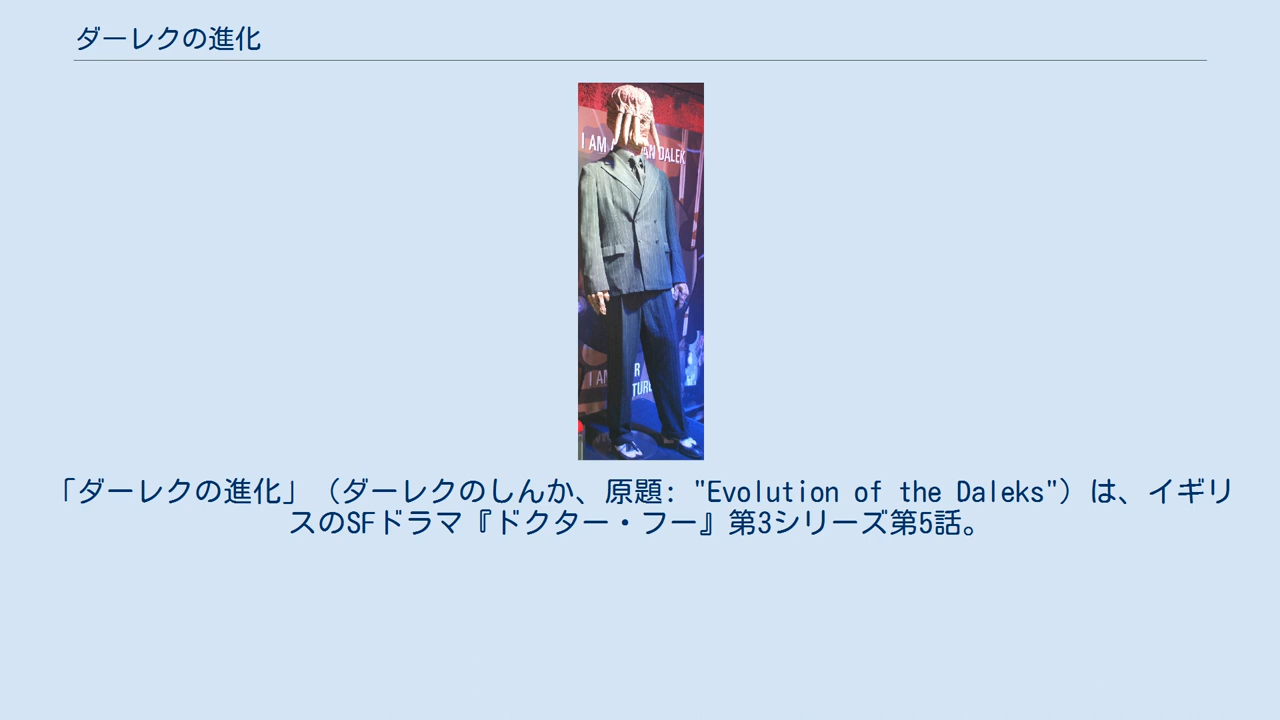 ダーレクの進化
I AM
AN DALEK
I AM
R
「ダーレクの進化」（ダーレクのしんか、原題: "Evolution of the Daleks"）は、イギリ
スのSFドラマ『ドクター・フー』第3シリーズ第5話。